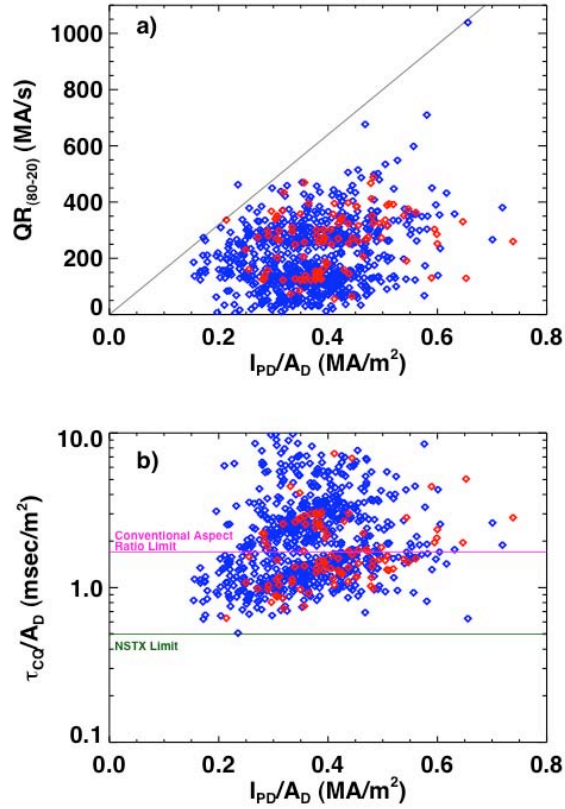 a)
1000
800
600
400
200
0
QR(80-20) (MA/s)
0.0 0.2 0.4 0.6 0.8
IPD/AD (MA/m²)
b)
10.0
1.0
0.1
τCQ/AD (msec/m²)
Conventional Aspect
Ratio Limit
NSTX Limit
0.0 0.2 0.4 0.6 0.8
IPD/AD (MA/m²)